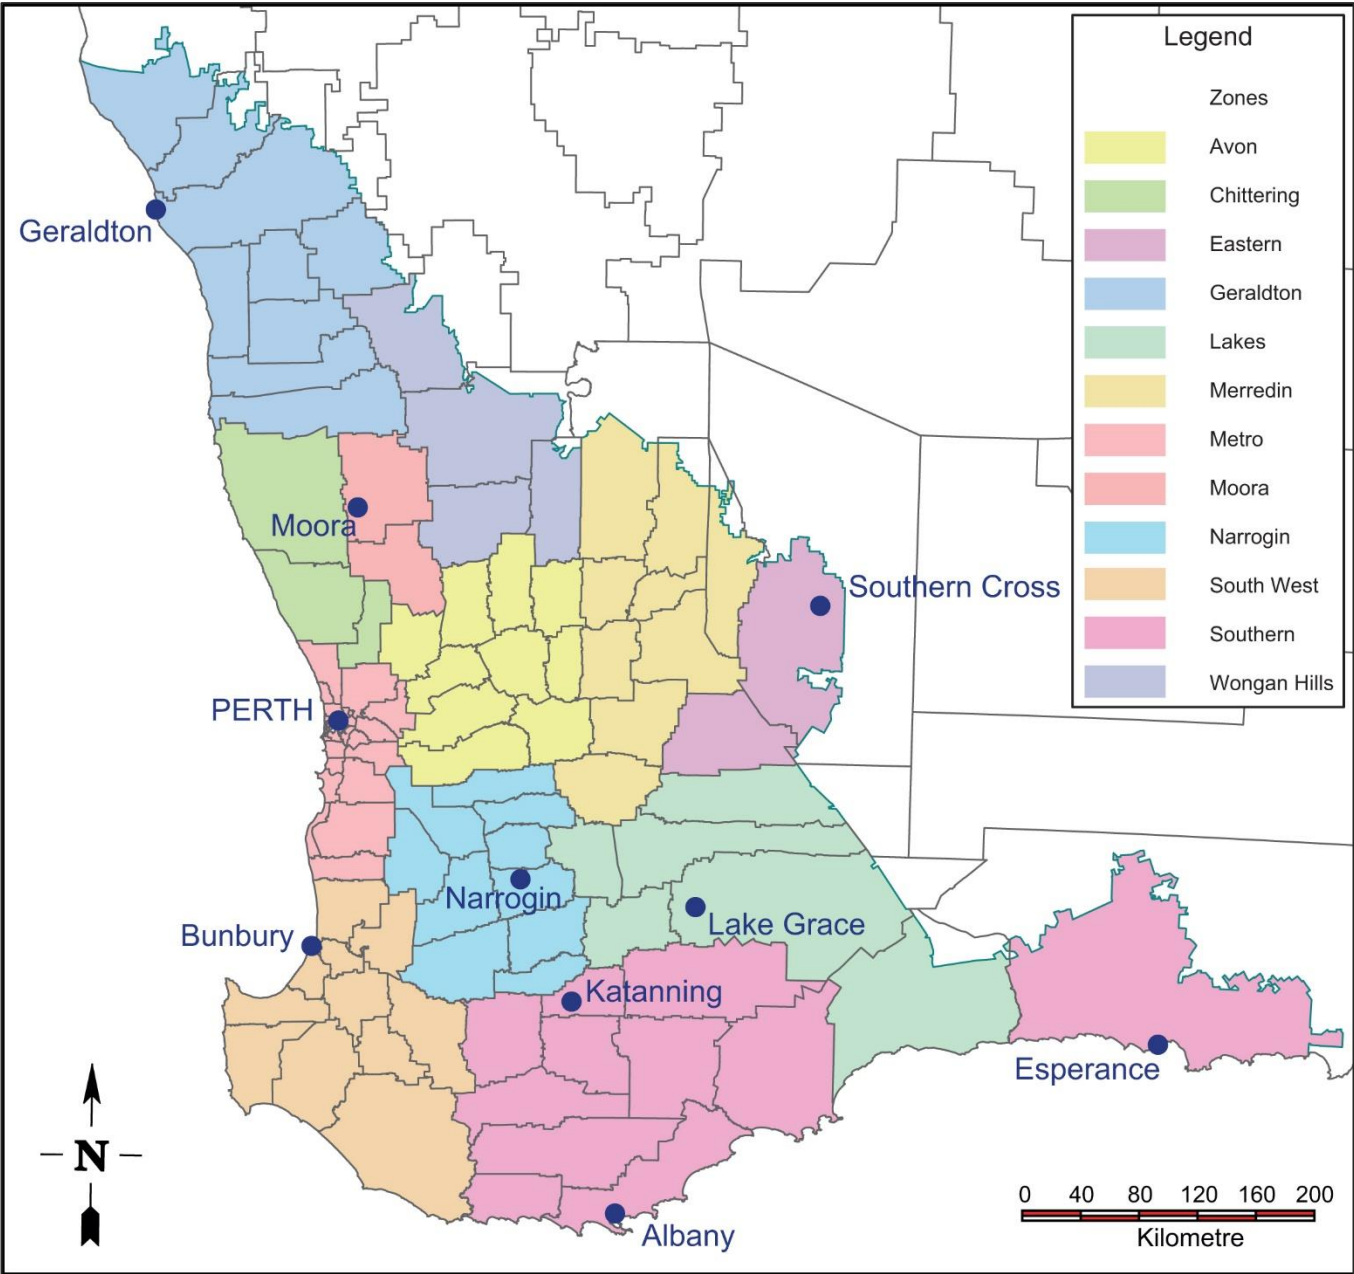 Legend
Zones
Avon
Chittering
Eastern
Geraldton
Lakes
Merredin
Metro
Moora
Narrogin
South West
Southern
Wongan Hills
Geraldton
Moora
Southern Cross
PERTH
Narrogin
Lake Grace
Bunbury
Katanning
Esperance
Albany
N
0 40 80 120 160 200
Kilometre